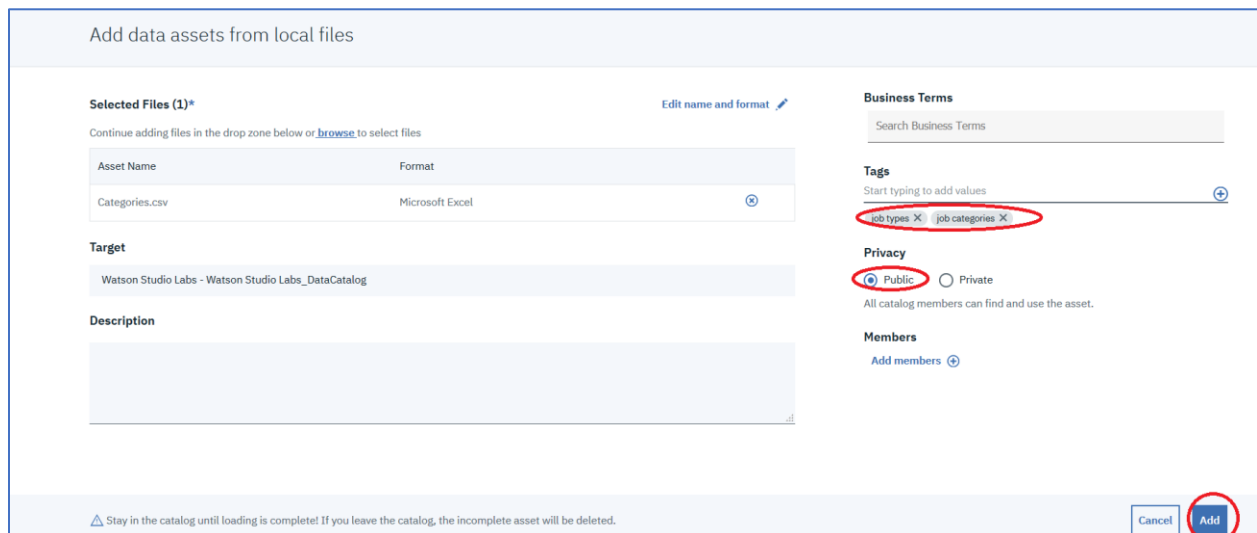 Add data assets from local files
Selected Files (1)*
Edit name and format
Continue adding files in the drop zone below or browse to select files
Asset Name Format
Categories.csv Microsoft Excel
Target
Watson Studio Labs - Watson Studio Labs_DataCatalog
Description
Business Terms
Search Business Terms
Tags
Start typing to add values
job types X job categories X
Privacy
Public Private
All catalog members can find and use the asset.
Members
Add members
Stay in the catalog until loading is complete! If you leave the catalog, the incomplete asset will be deleted.
Cancel Add